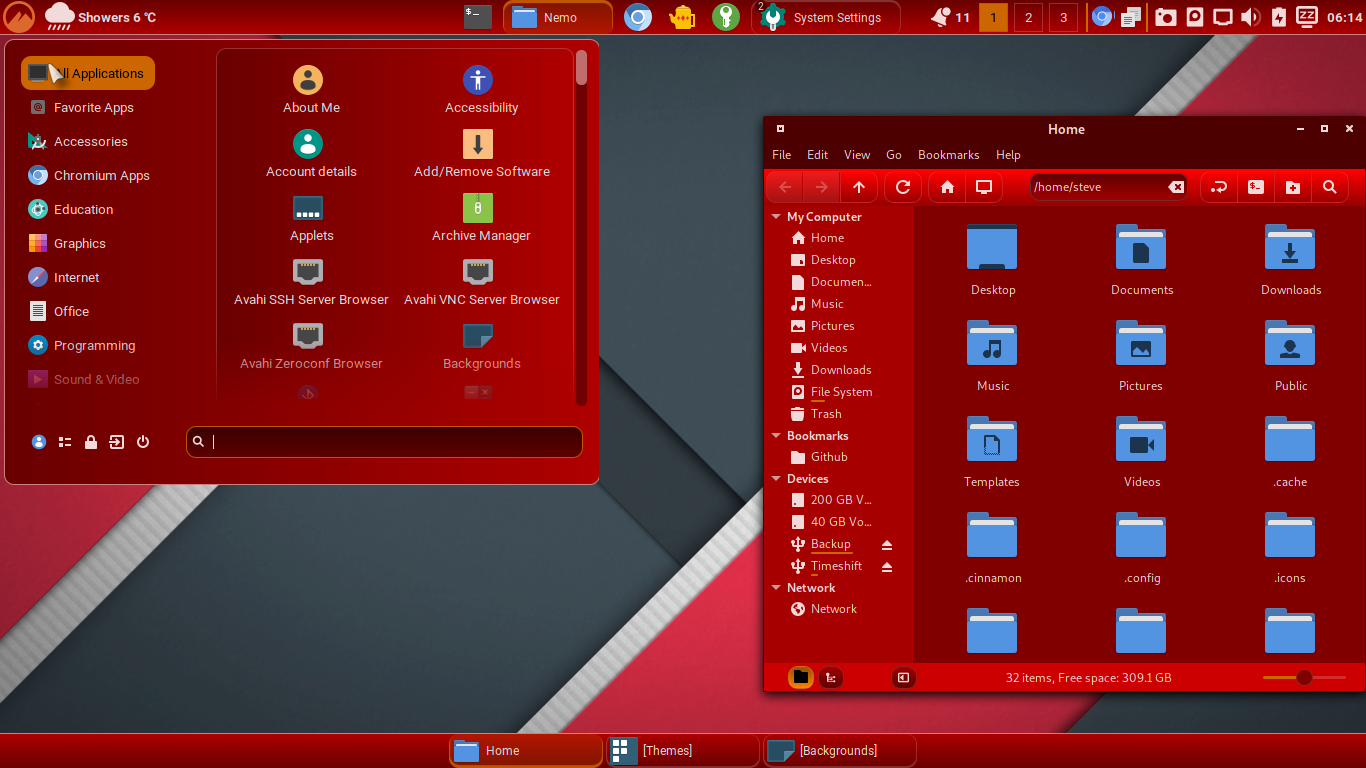 Showers 6 ℃
Nemo
2
System Settings
11
1
2
3
ZZ
06:14
All Applications
Favorite Apps
Accessories
Chromium Apps
Education
Graphics
Internet
Office
Programming
Sound & Video
About Me
Accessibility
Account details
Add/Remove Software
Applets
Archive Manager
Avahi SSH Server Browser
Avahi VNC Server Browser
Avahi Zeroconf Browser
Backgrounds
Home
File Edit View Go Bookmarks Help
/home/steve
My Computer
Home
Desktop
Documen...
Music
Pictures
Videos
Downloads
File System
Trash
Bookmarks
Github
Devices
200 GB V...
40 GB Vo...
Backup
Timeshift
Network
Network
Desktop
Documents
Downloads
Music
Pictures
Public
Templates
Videos
.cache
.cinnamon
.config
.icons
32 items, Free space: 309.1 GB
Home
[Themes]
[Backgrounds]